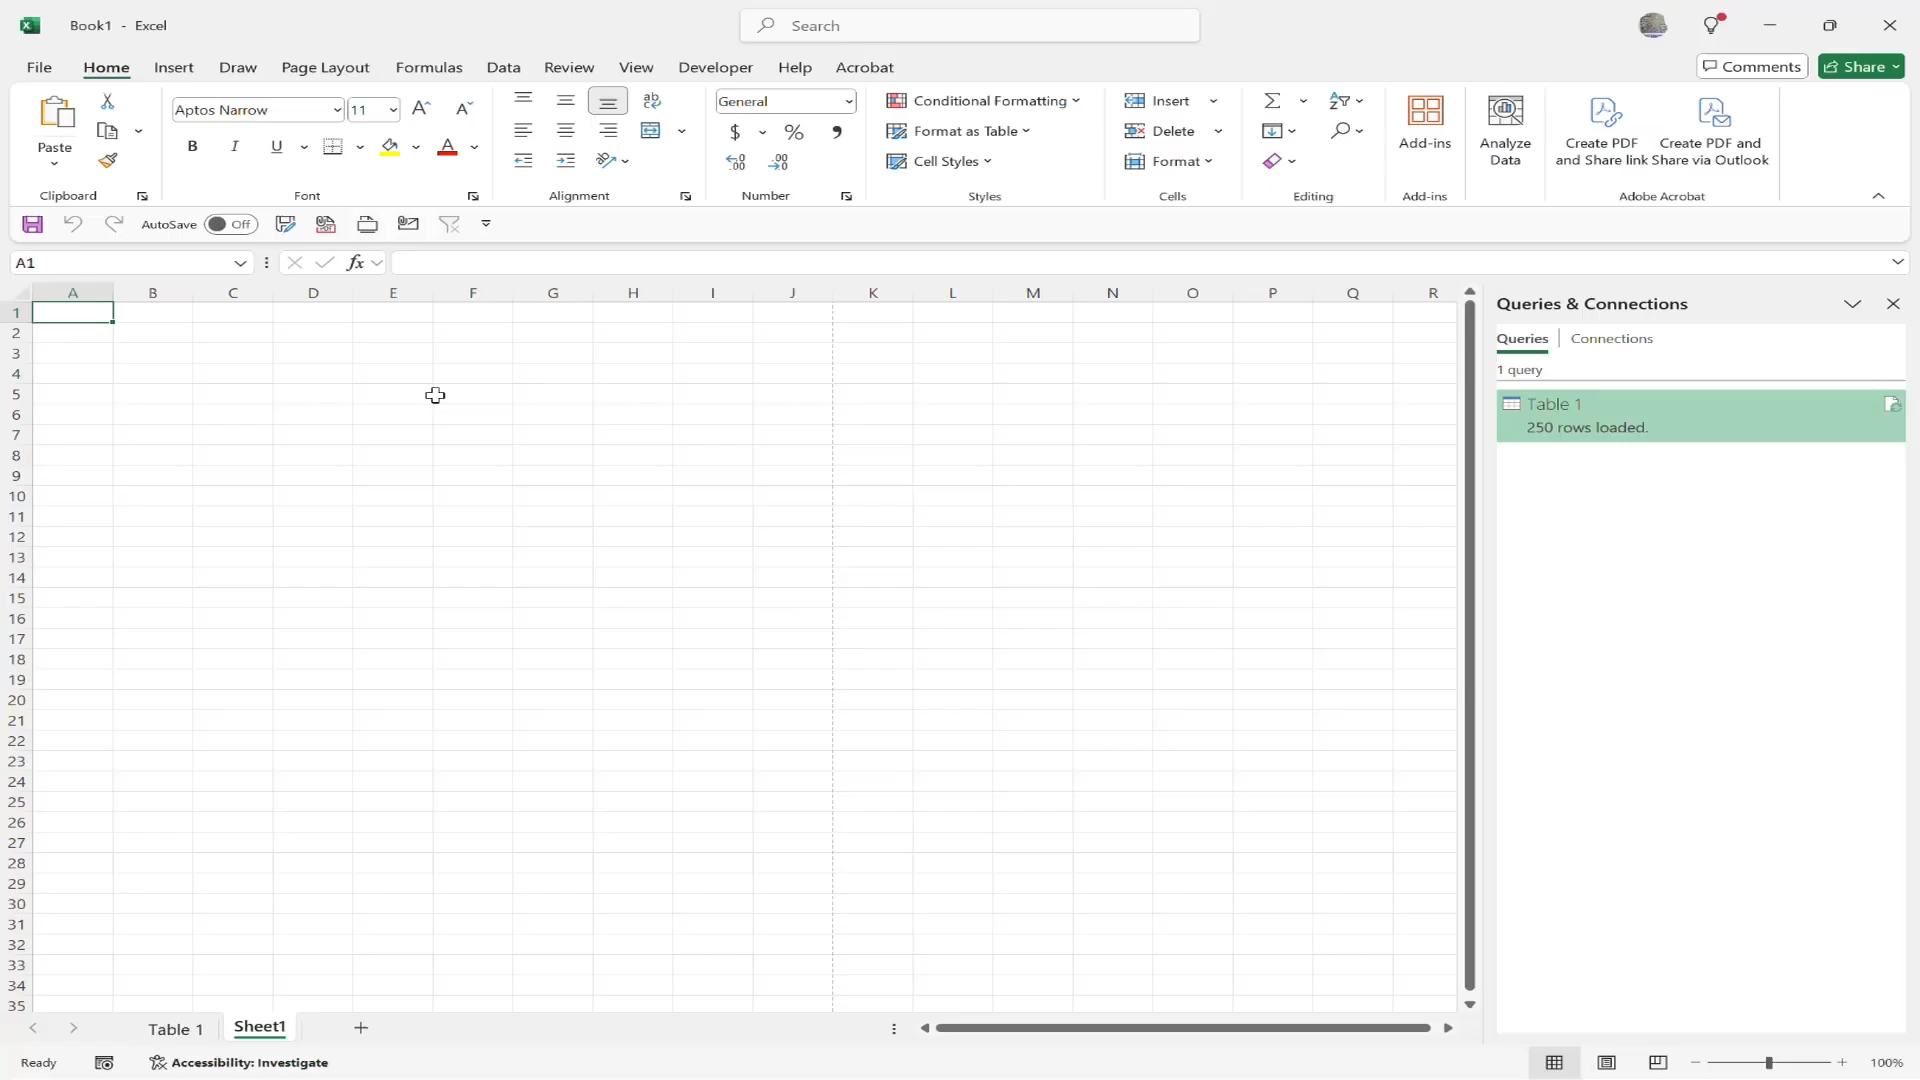 Book1 - Excel
Search
File Home Insert Draw Page Layout Formulas Data Review View Developer Help Acrobat
Comments Share
Paste
Clipboard
Aptos Narrow 11
B I U A
Font
ab
Alignment
General
$ % ,
Number
Conditional Formatting
Format as Table
Cell Styles
Styles
Insert
Delete
Format
Cells
Editing
Add-ins
Add-ins
Analyze
Data
Create PDF
and Share link
Create PDF and
Share via Outlook
Adobe Acrobat
AutoSave Off
A1
fx
A B C D E F G H I J K L M N O P Q R
1
2
3
4
5
6
7
8
9
10
11
12
13
14
15
16
17
18
19
20
21
22
23
24
25
26
27
28
29
30
31
32
33
34
35
Queries & Connections
Queries Connections
1 query
Table 1
250 rows loaded.
Table 1 Sheet1
Ready Accessibility: Investigate 100%